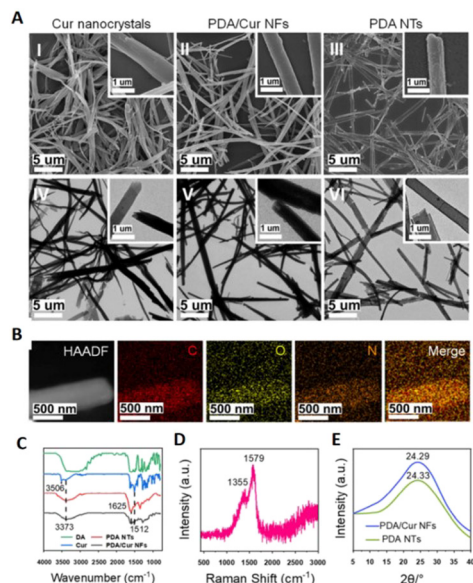 A
Cur nanocrystals PDA/Cur NFs PDA NTs
I II III
1 um 1 um 1 um
5 um 5 um 5 um
IV V VI
1 um 1 um 1 um
5 um 5 um 5 um
B
HAADF C O N Merge
500 nm 500 nm 500 nm 500 nm 500 nm
C D E
Intensity (a.u.)
3506
3373
1625
1512
DA PDA NTs
Cur PDA/Cur NFs
4000 3000 2000 1000
Wavenumber (cm⁻¹)
Intensity (a.u.)
1579
1355
500 1000 1500 2000 2500 3000
Raman Shift (cm⁻¹)
Intensity (a.u.)
24.29
24.33
PDA/Cur NFs
PDA NTs
5 10 15 20 25 30 35 40
2θ/°